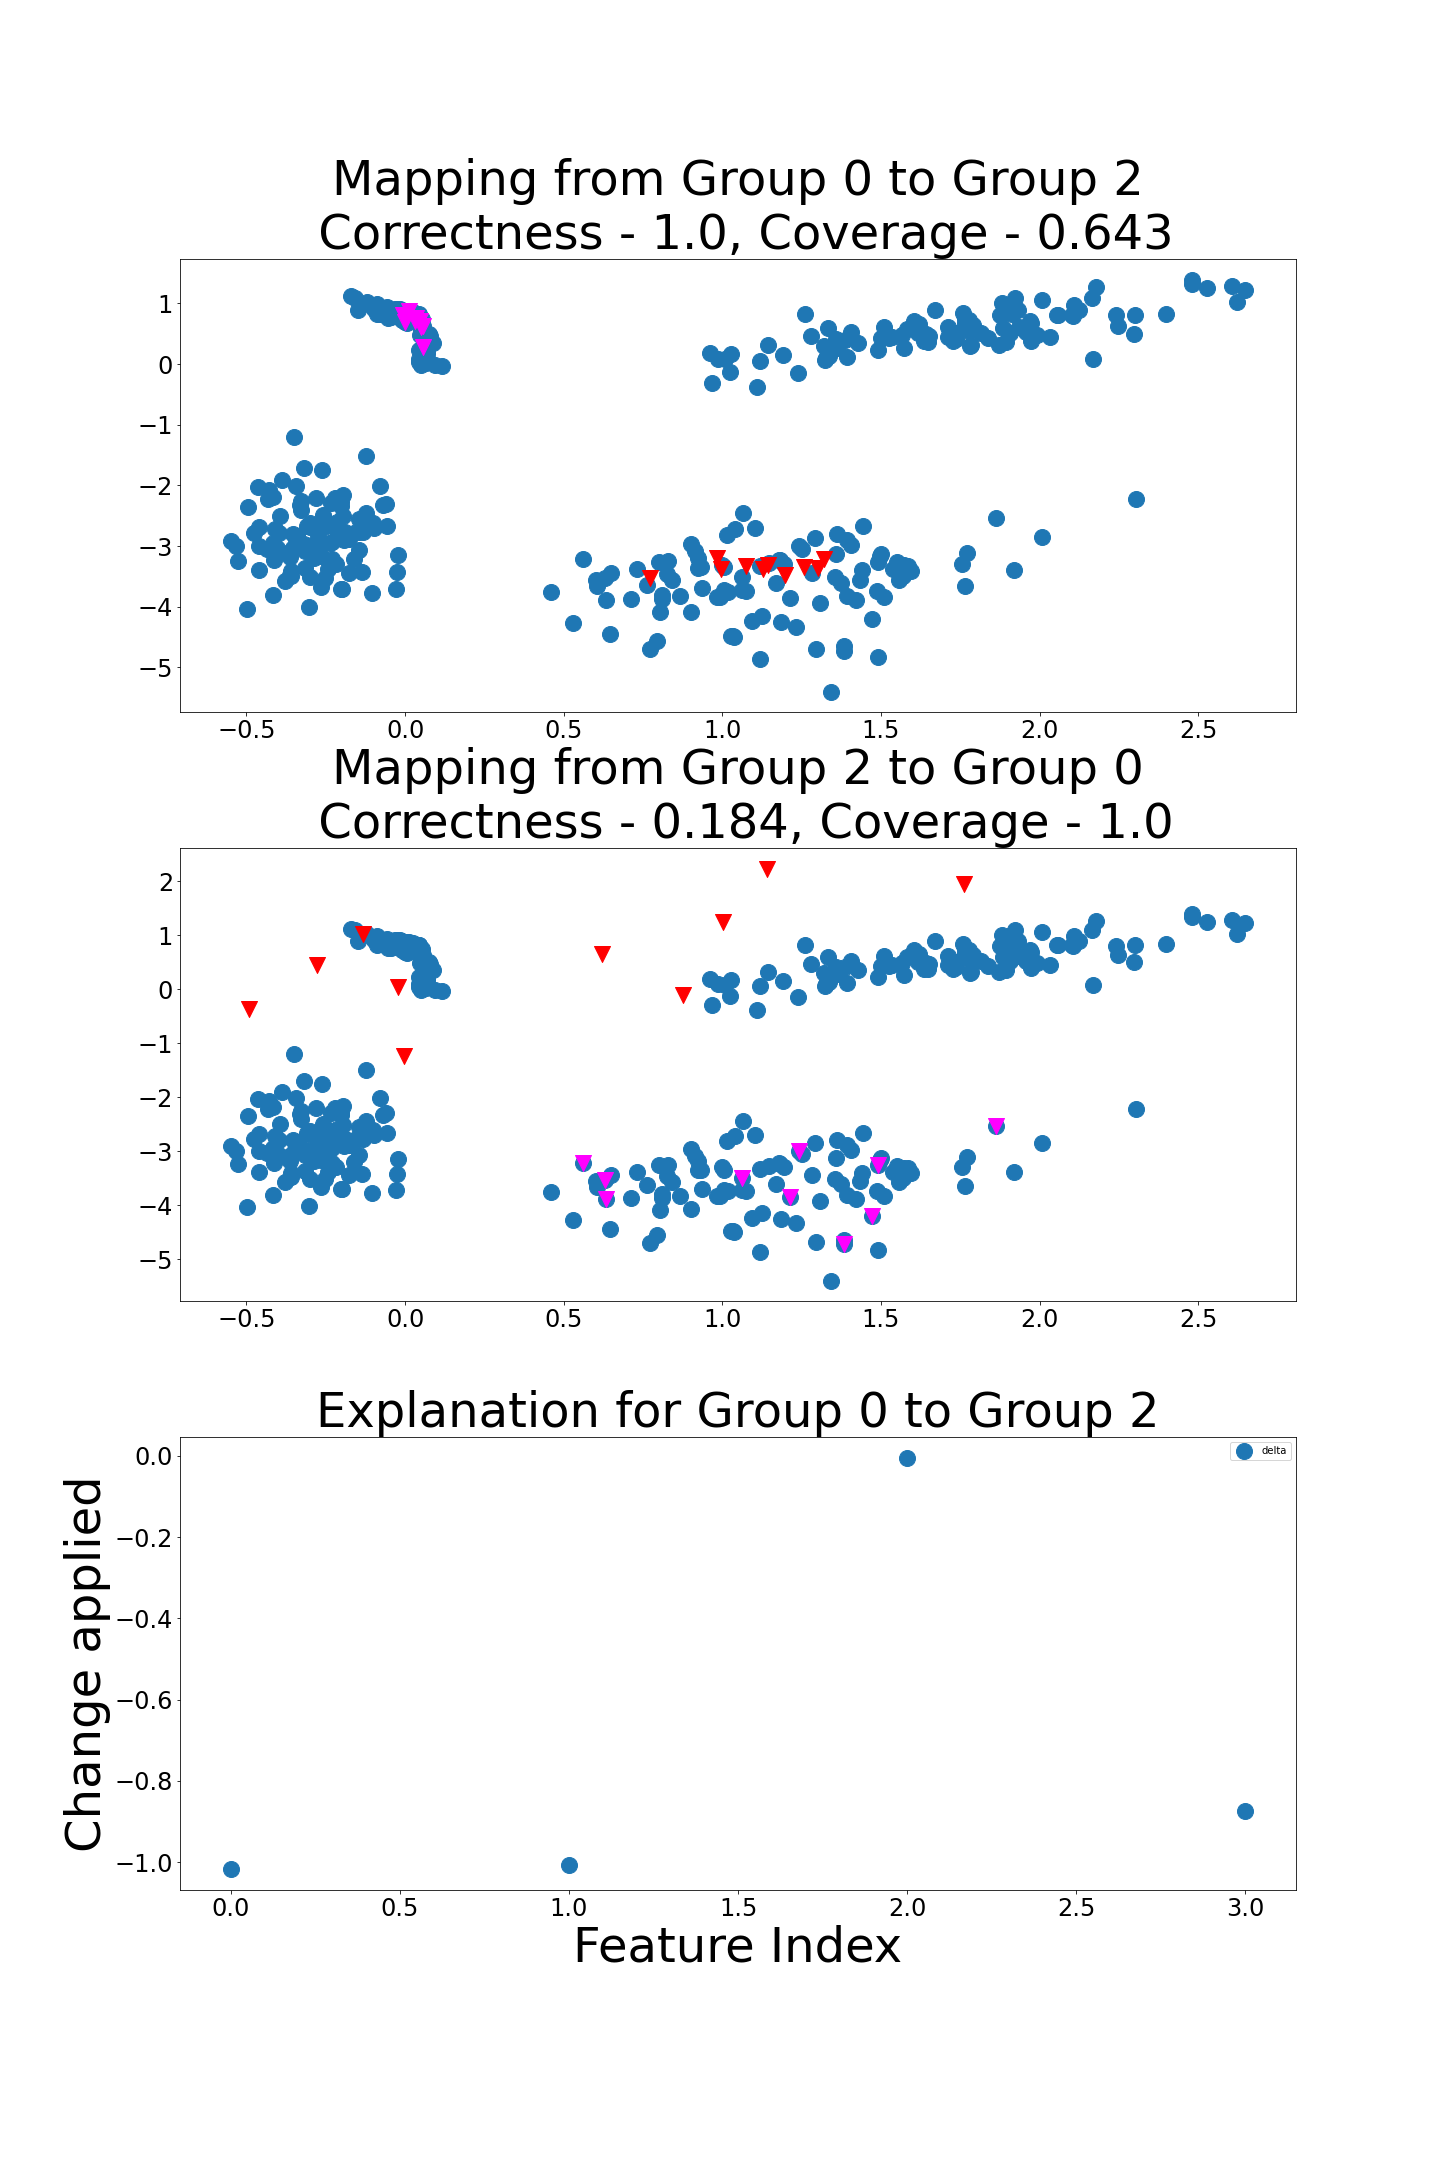 Mapping from Group 0 to Group 2
Correctness - 1.0, Coverage - 0.643
1
0
−1
−2
−3
−4
−5
−0.5 0.0 0.5 1.0 1.5 2.0 2.5
Mapping from Group 2 to Group 0
Correctness - 0.184, Coverage - 1.0
2
1
0
−1
−2
−3
−4
−5
−0.5 0.0 0.5 1.0 1.5 2.0 2.5
Explanation for Group 0 to Group 2
delta
Change applied
0.0
−0.2
−0.4
−0.6
−0.8
−1.0
0.0 0.5 1.0 1.5 2.0 2.5 3.0
Feature Index